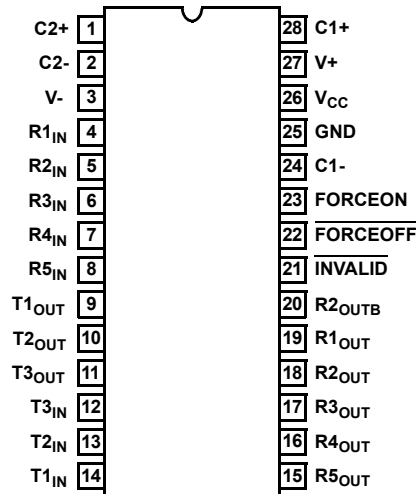 C2+ 1 28 C1+
C2- 2 27 V+
V- 3 26 VCC
R1IN 4 25 GND
R2IN 5 24 C1-
R3IN 6 23 FORCEON
R4IN 7 22 FORCEOFF
R5IN 8 21 INVALID
T1OUT 9 20 R2OUTB
T2OUT 10 19 R1OUT
T3OUT 11 18 R2OUT
T3IN 12 17 R3OUT
T2IN 13 16 R4OUT
T1IN 14 15 R5OUT